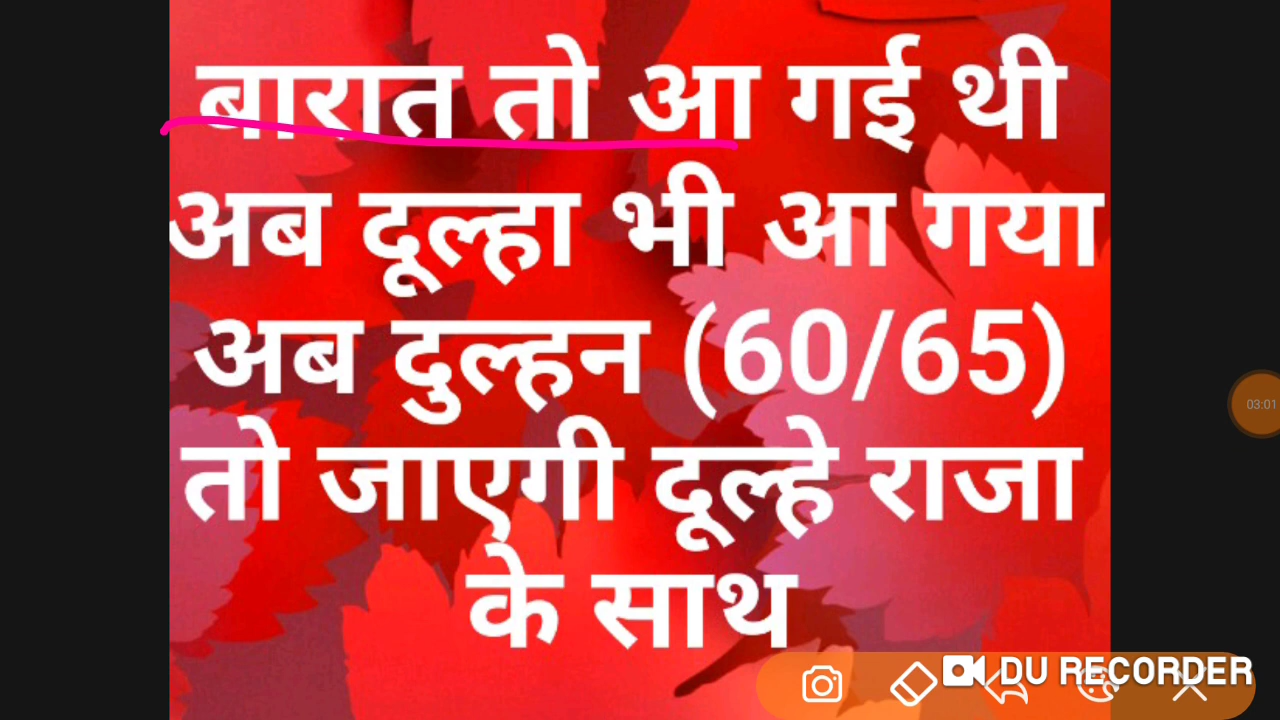 बारात तो आ गई थी
अब दूल्हा भी आ गया
अब दुल्हन (60/65)
तो जाएगी दूल्हे राजा
के साथ
03:01
DU RECORDER